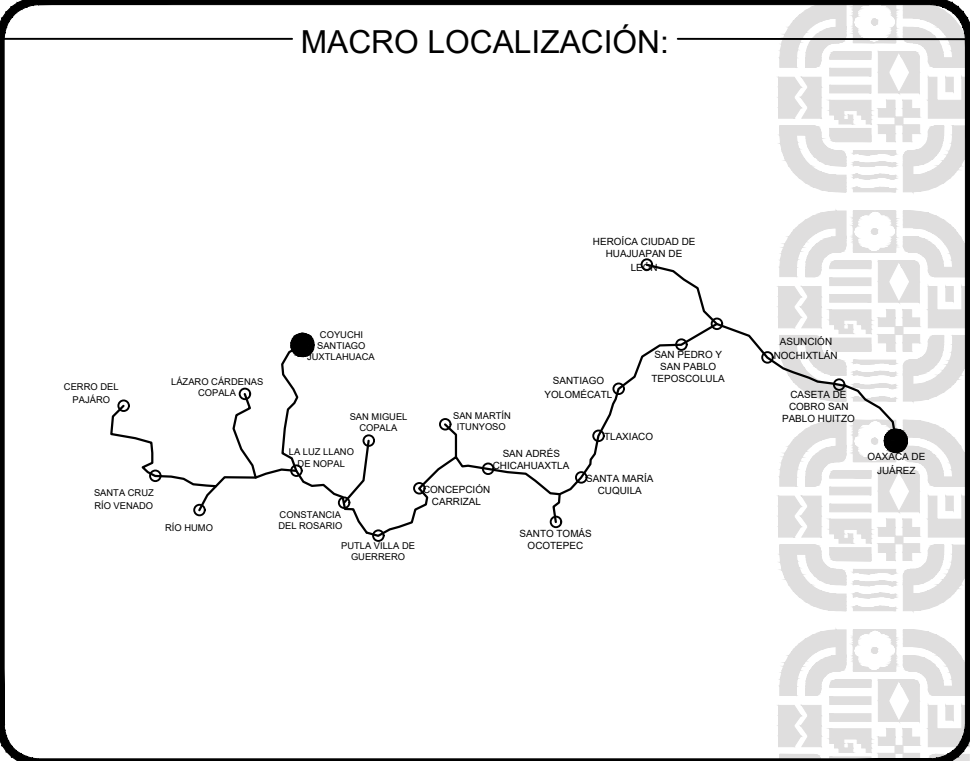 MACRO LOCALIZACIÓN:
HEROÍCA CIUDAD DE
HUAJUAPAN DE
LEÓN
COYUCHI
SANTIAGO
JUXTLAHUACA
ASUNCIÓN
NOCHIXTLÁN
SAN PEDRO Y
SAN PABLO
TEPOSCOLULA
CERRO DEL
PAJÁRO
LÁZARO CÁRDENAS
COPALA
SANTIAGO
YOLOMÉCATL
CASETA DE
COBRO SAN
PABLO HUITZO
SAN MIGUEL
COPALA
SAN MARTÍN
ITUNYOSO
TLAXIACO
OAXACA DE
JUÁREZ
LA LUZ LLANO
DE NOPAL
SAN ADRÉS
CHICAHUAXTLA
SANTA MARÍA
CUQUILA
SANTA CRUZ
RÍO VENADO
CONCEPCIÓN
CARRIZAL
RÍO HUMO
CONSTANCIA
DEL ROSARIO
SANTO TOMÁS
OCOTEPEC
PUTLA VILLA DE
GUERRERO